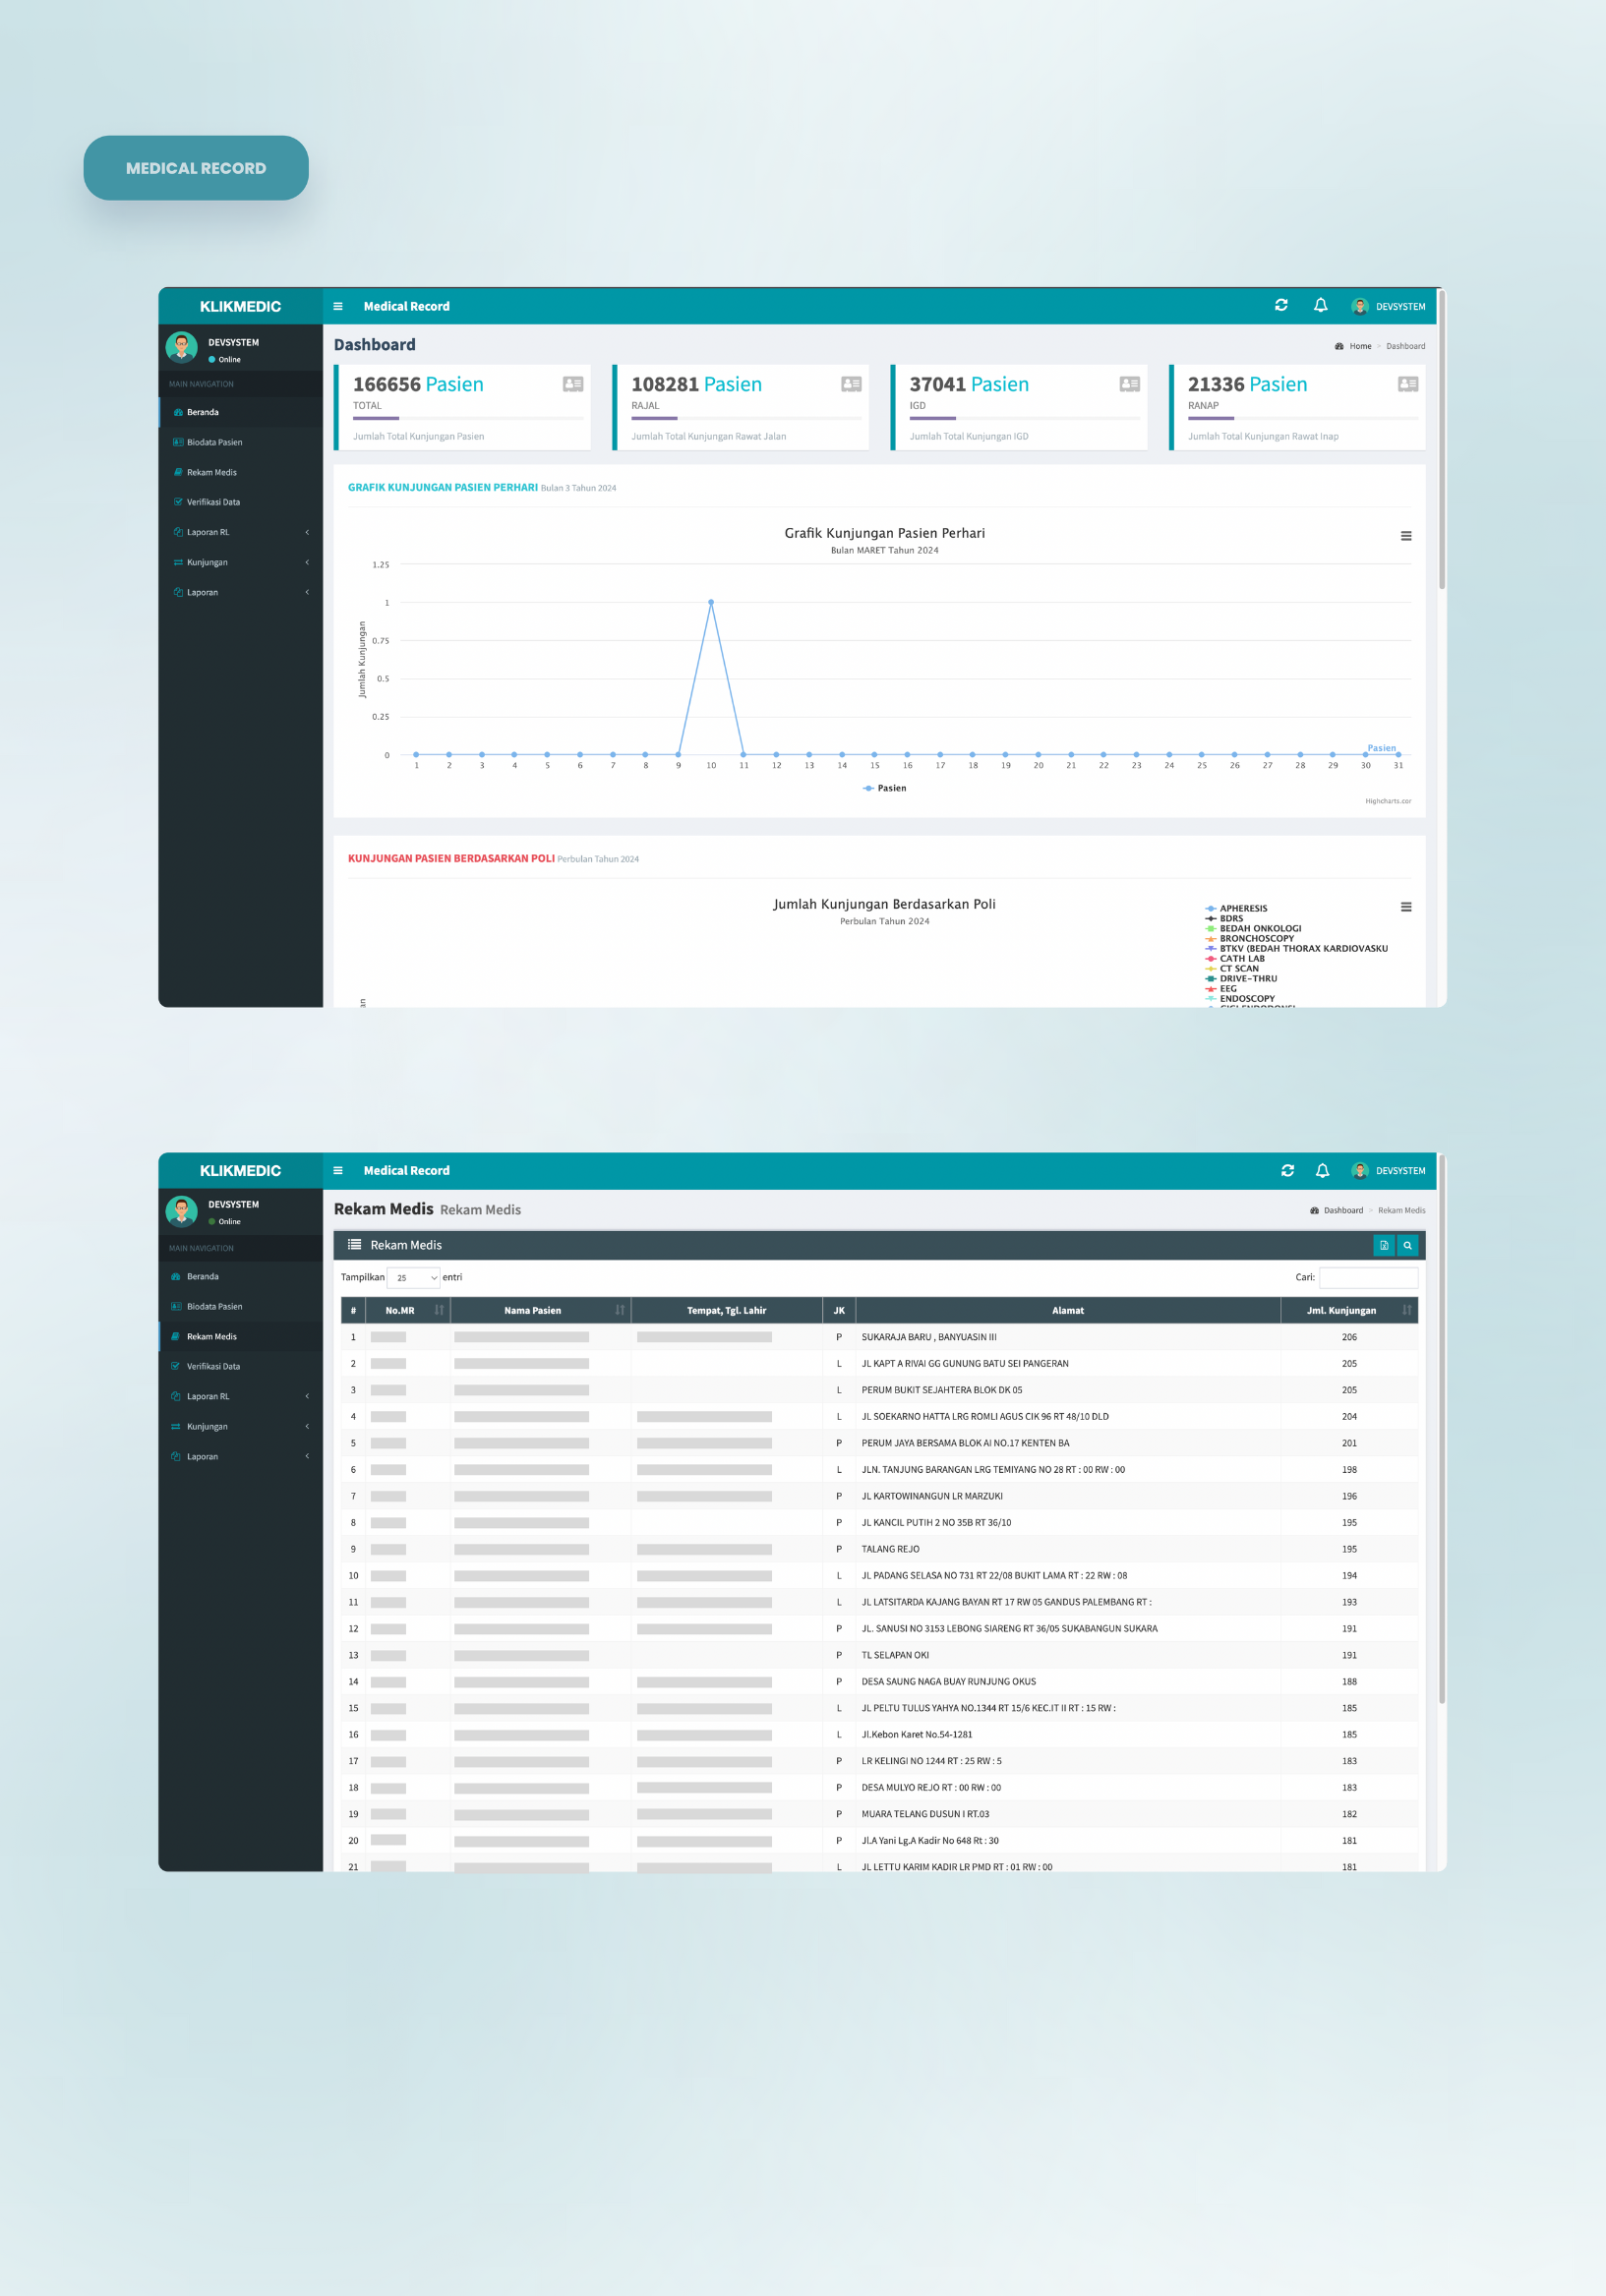 MEDICAL RECORD
KLIKMEDIC
Medical Record
DEVSYSTEM
DEVSYSTEM
Online
MAIN NAVIGATION
Beranda
Biodata Pasien
Rekam Medis
Verifikasi Data
Laporan RL
Kunjungan
Laporan
Dashboard
Home > Dashboard
166656 Pasien
TOTAL
Jumlah Total Kunjungan Pasien
108281 Pasien
RAJAL
Jumlah Total Kunjungan Rawat Jalan
37041 Pasien
IGD
Jumlah Total Kunjungan IGD
21336 Pasien
RANAP
Jumlah Total Kunjungan Rawat Inap
GRAFIK KUNJUNGAN PASIEN PERHARI Bulan 3 Tahun 2024
Grafik Kunjungan Pasien Perhari
Bulan MARET Tahun 2024
Jumlah Kunjungan
1.25
1
0.75
0.5
0.25
0
Pasien
1 2 3 4 5 6 7 8 9 10 11 12 13 14 15 16 17 18 19 20 21 22 23 24 25 26 27 28 29 30 31
Pasien
Highcharts.cor
KUNJUNGAN PASIEN BERDASARKAN POLI Perbulan Tahun 2024
Jumlah Kunjungan Berdasarkan Poli
Perbulan Tahun 2024
APHERESIS
BDRS
BEDAH ONKOLOGI
BRONCHOSCOPY
BTKV (BEDAH THORAX KARDIOVASKU
CATH LAB
CT SCAN
DRIVE-THRU
EEG
ENDOSCOPY
KLIKMEDIC
Medical Record
DEVSYSTEM
DEVSYSTEM
Online
MAIN NAVIGATION
Beranda
Biodata Pasien
Rekam Medis
Verifikasi Data
Laporan RL
Kunjungan
Laporan
Rekam Medis Rekam Medis
Dashboard > Rekam Medis
Rekam Medis
Tampilkan 25 entri
Cari:
# No.MR Nama Pasien Tempat, Tgl. Lahir JK Alamat Jml. Kunjungan
1 P SUKARAJA BARU , BANYUASIN III 206
2 L JL KAPT A RIVAI GG GUNUNG BATU SEI PANGERAN 205
3 L PERUM BUKIT SEJAHTERA BLOK DK 05 205
4 L JL SOEKARNO HATTA LRG ROMLI AGUS CIK 96 RT 48/10 DLD 204
5 P PERUM JAYA BERSAMA BLOK AI NO.17 KENTEN BA 201
6 L JLN. TANJUNG BARANGAN LRG TEMIYANG NO 28 RT : 00 RW : 00 198
7 P JL KARTOWINANGUN LR MARZUKI 196
8 P JL KANCIL PUTIH 2 NO 35B RT 36/10 195
9 P TALANG REJO 195
10 L JL PADANG SELASA NO 731 RT 22/08 BUKIT LAMA RT : 22 RW : 08 194
11 L JL LATSITARDA KAJANG BAYAN RT 17 RW 05 GANDUS PALEMBANG RT : 193
12 P JL. SANUSI NO 3153 LEBONG SIARENG RT 36/05 SUKABANGUN SUKARA 191
13 P TL SELAPAN OKI 191
14 P DESA SAUNG NAGA BUAY RUNJUNG OKUS 188
15 L JL PELTU TULUS YAHYA NO.1344 RT 15/6 KEC.IT II RT : 15 RW : 185
16 L Jl.Kebon Karet No.54-1281 185
17 P LR KELINGI NO 1244 RT : 25 RW : 5 183
18 P DESA MULYO REJO RT : 00 RW : 00 183
19 P MUARA TELANG DUSUN I RT.03 182
20 P Jl.A Yani Lg.A Kadir No 648 Rt : 30 181
21 L JL LETTU KARIM KADIR LR PMD RT : 01 RW : 00 181